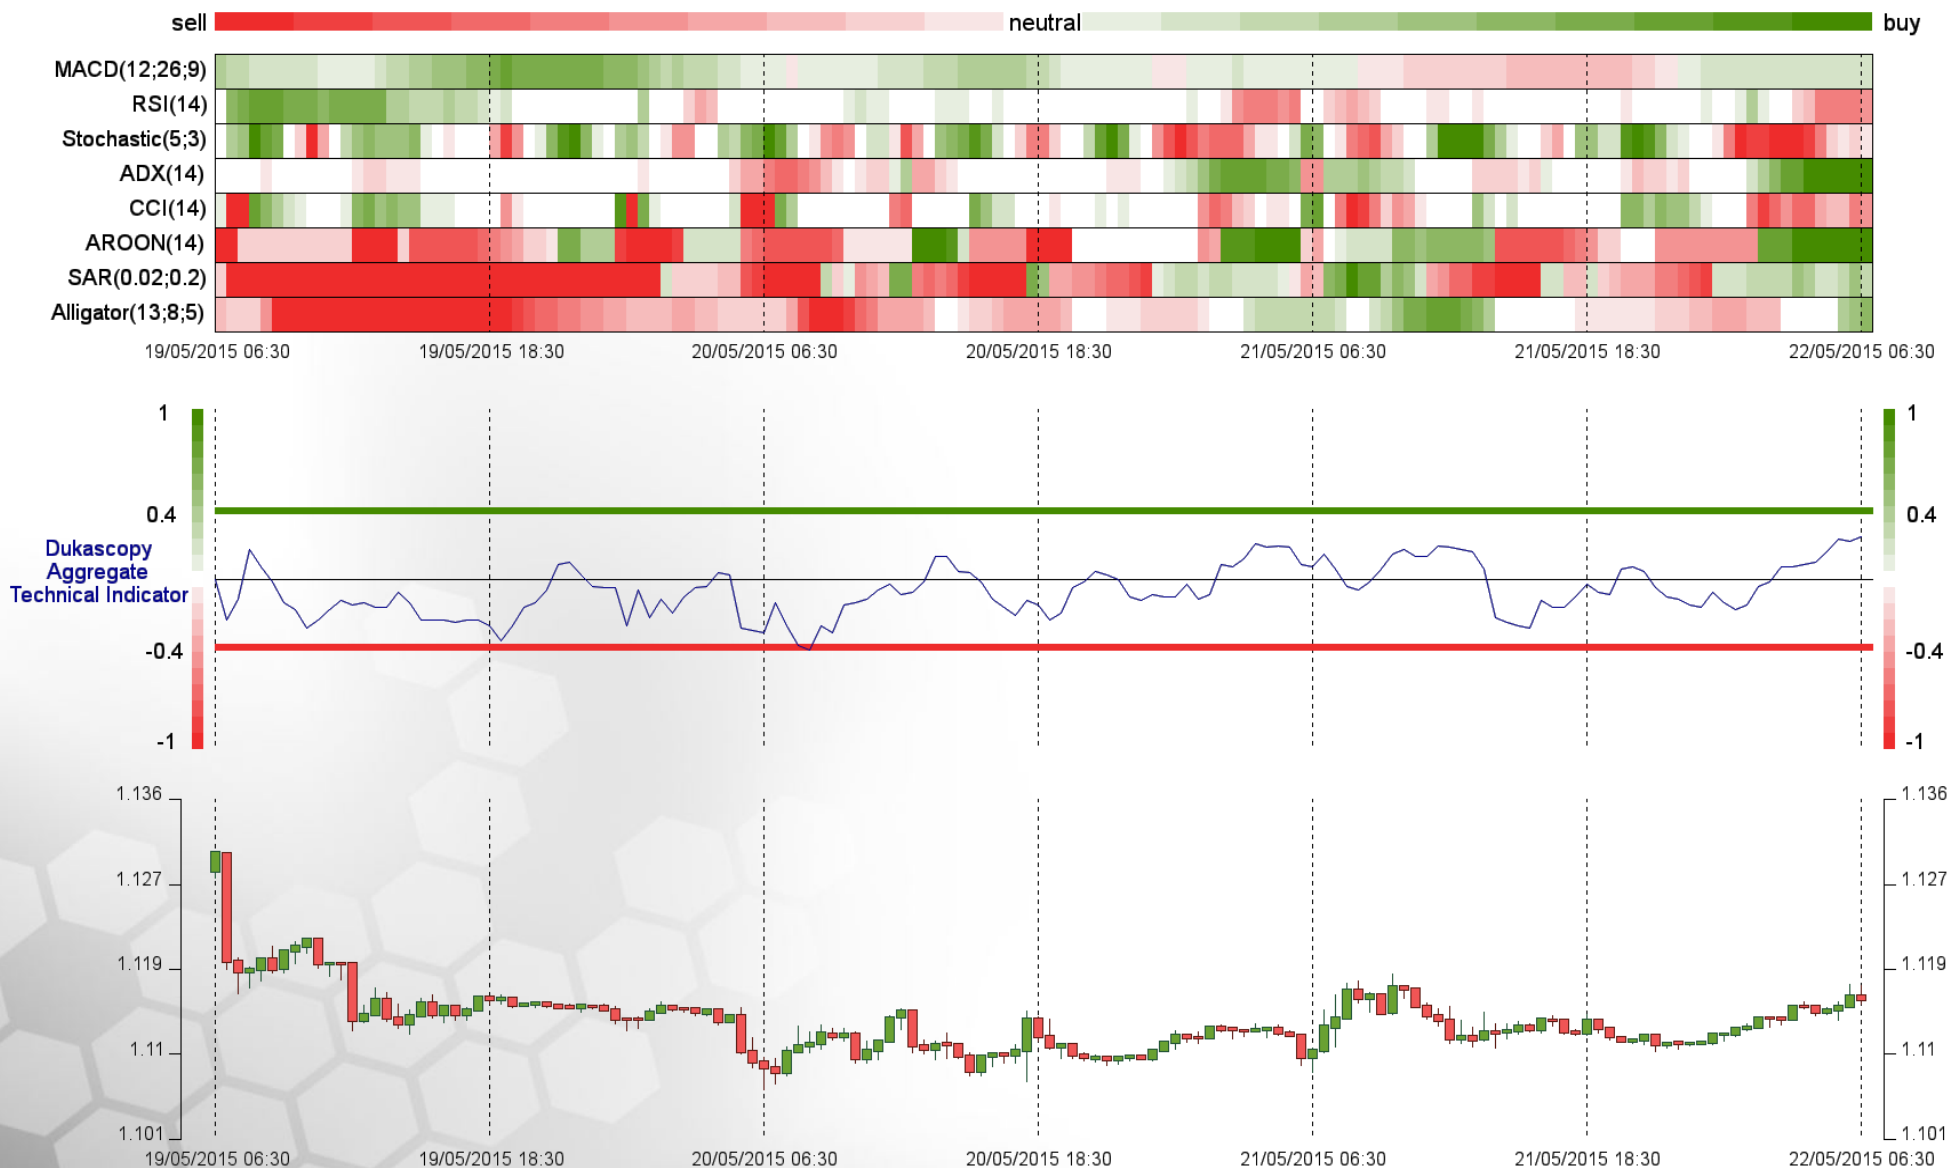 sell neutral buy
MACD(12;26;9)
RSI(14)
Stochastic(5;3)
ADX(14)
CCI(14)
AROON(14)
SAR(0.02;0.2)
Alligator(13;8;5)
19/05/2015 06:30 19/05/2015 18:30 20/05/2015 06:30 20/05/2015 18:30 21/05/2015 06:30 21/05/2015 18:30 22/05/2015 06:30
1 1
0.4 0.4
Dukascopy
Aggregate
Technical Indicator
-0.4 -0.4
-1 -1
1.136 1.136
1.127 1.127
1.119 1.119
1.11 1.11
1.101 1.101
19/05/2015 06:30 19/05/2015 18:30 20/05/2015 06:30 20/05/2015 18:30 21/05/2015 06:30 21/05/2015 18:30 22/05/2015 06:30